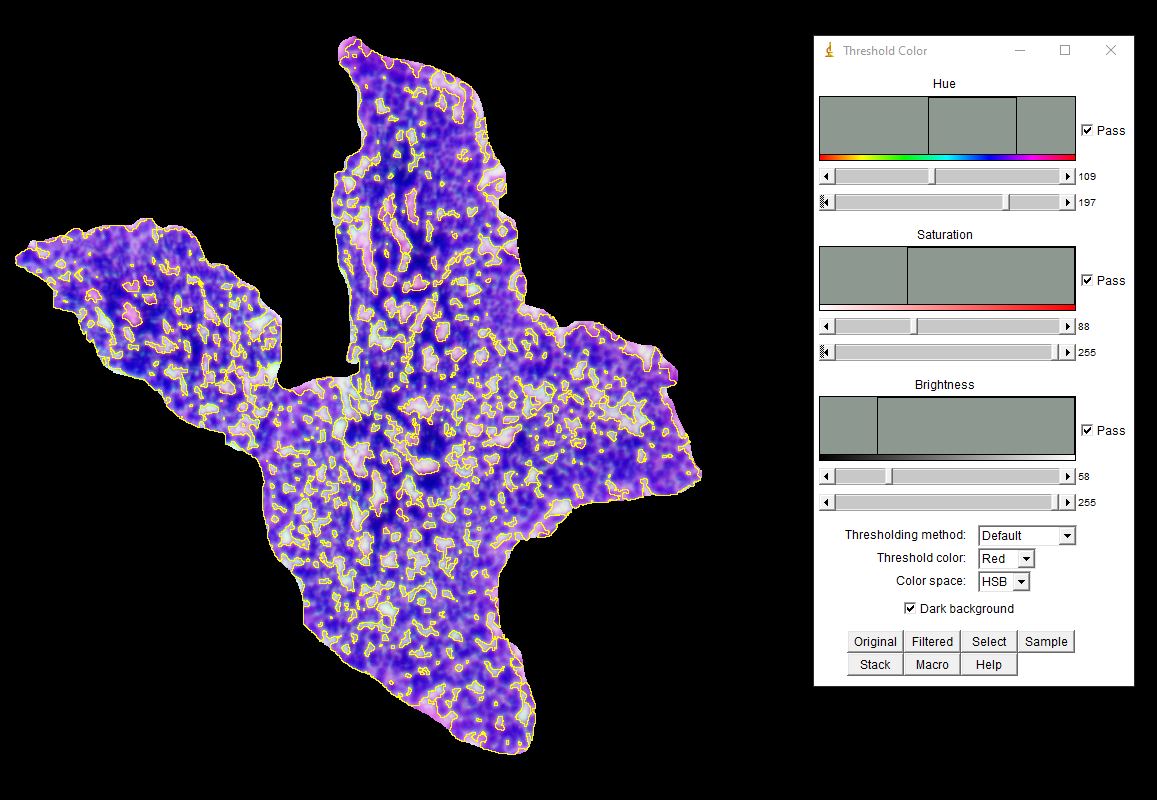 Threshold Color
Hue
Pass
109
197
Saturation
Pass
88
255
Brightness
Pass
58
255
Thresholding method: Default
Threshold color: Red
Color space: HSB
Dark background
Original Filtered Select Sample
Stack Macro Help